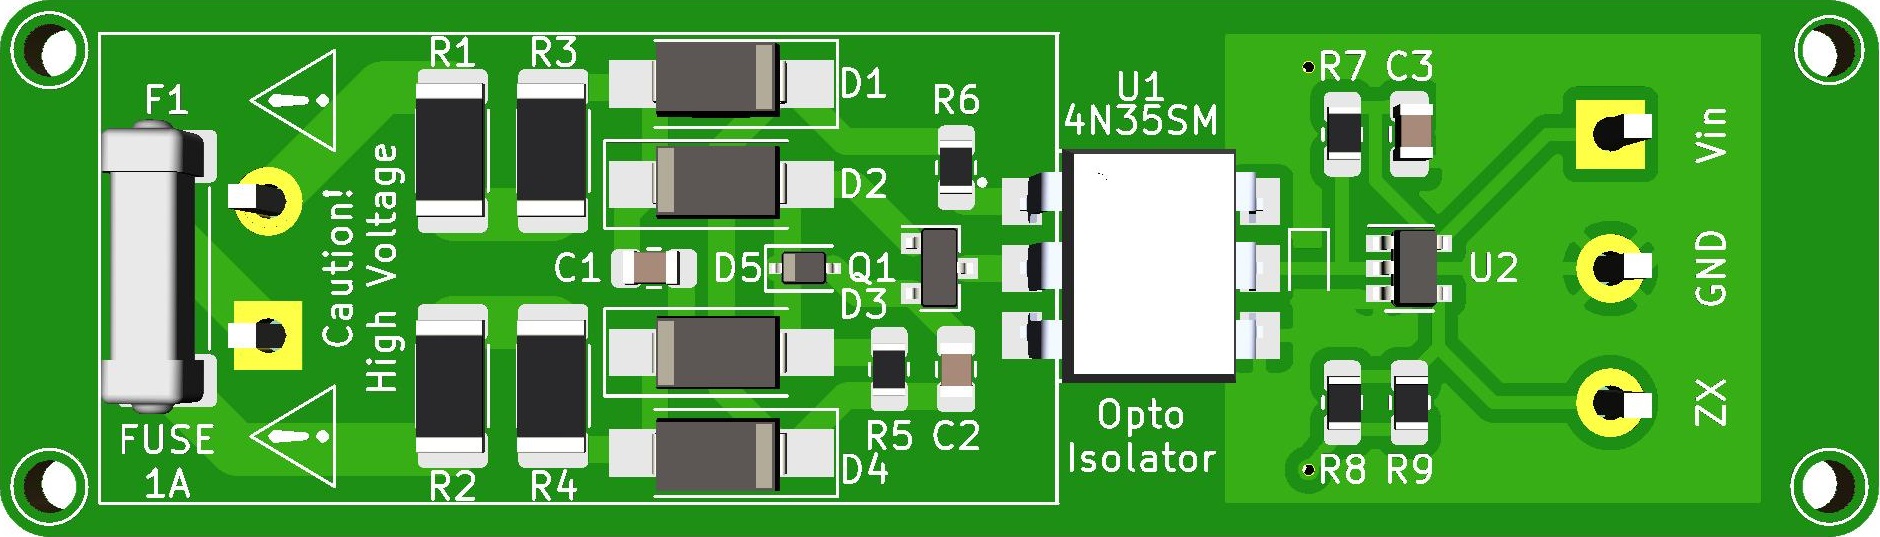 F1
FUSE
1A
Caution!
High Voltage
R1
R3
R2
R4
C1
D1
D2
D5
Q1
D3
D4
R6
R5
C2
U1
4N35SM
Opto
Isolator
R7
C3
U2
R8
R9
Vin
GND
ZX